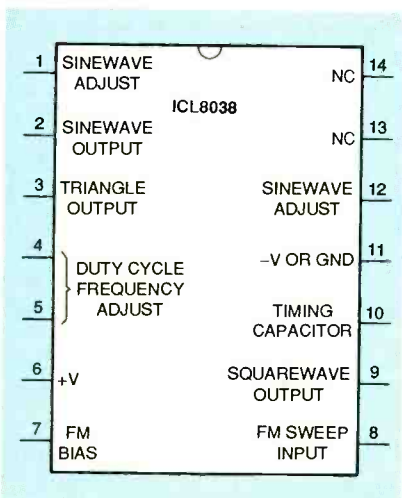 1 SINEWAVE
ADJUST
2 SINEWAVE
OUTPUT
3 TRIANGLE
OUTPUT
4
5
DUTY CYCLE
FREQUENCY
ADJUST
6 +V
7 FM
BIAS
ICL8038
NC 14
NC 13
SINEWAVE 12
ADJUST
–V OR GND 11
TIMING
CAPACITOR 10
SQUAREWAVE 9
OUTPUT
FM SWEEP 8
INPUT